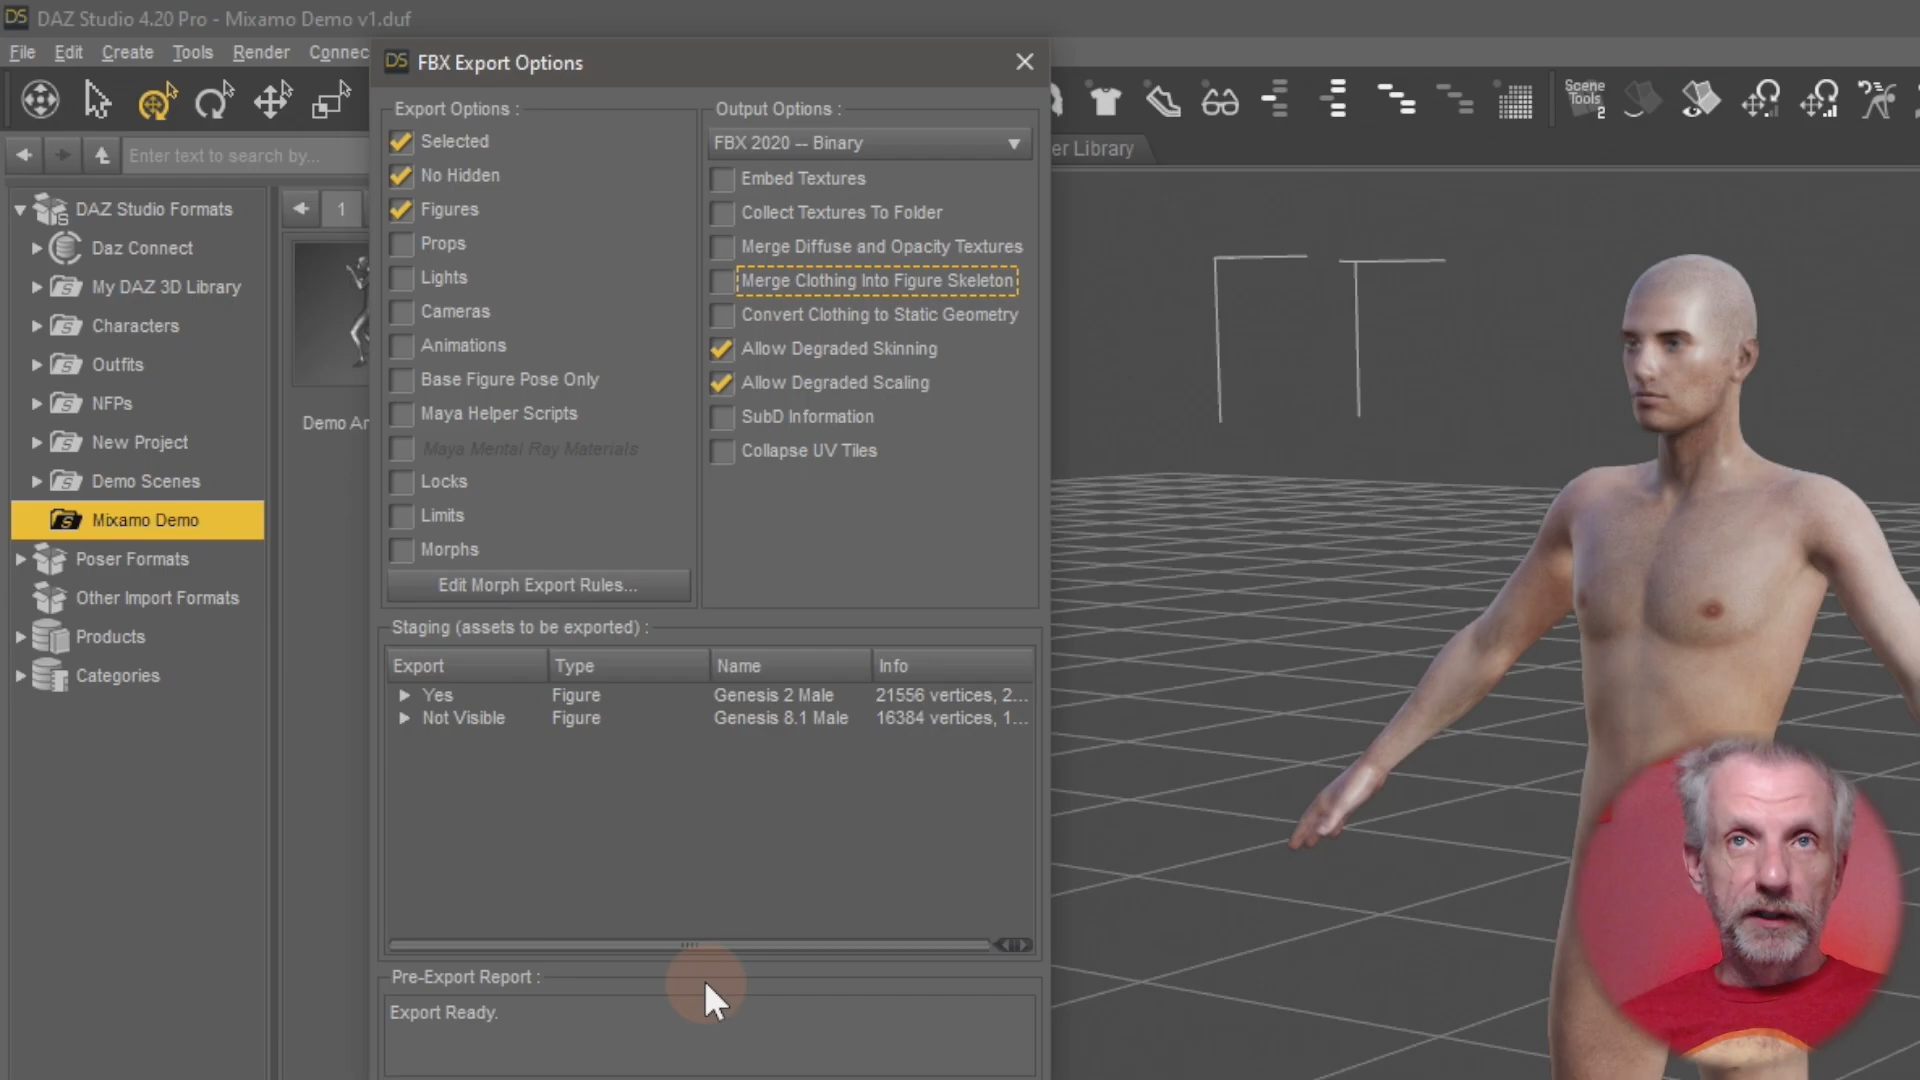 DS DAZ Studio 4.20 Pro - Mixamo Demo v1.duf
File Edit Create Tools Render Connec
DS FBX Export Options
Export Options :
Selected
No Hidden
Figures
Props
Lights
Cameras
Animations
Base Figure Pose Only
Maya Helper Scripts
Maya Mental Ray Materials
Locks
Limits
Morphs
Edit Morph Export Rules...
Output Options :
FBX 2020 -- Binary
Embed Textures
Collect Textures To Folder
Merge Diffuse and Opacity Textures
Merge Clothing Into Figure Skeleton
Convert Clothing to Static Geometry
Allow Degraded Skinning
Allow Degraded Scaling
SubD Information
Collapse UV Tiles
Staging (assets to be exported) :
Export Type Name Info
Yes Figure Genesis 2 Male 21556 vertices, 2...
Not Visible Figure Genesis 8.1 Male 16384 vertices, 1...
Pre-Export Report :
Export Ready.
Enter text to search by...
DAZ Studio Formats
Daz Connect
My DAZ 3D Library
Characters
Outfits
NFPs
New Project
Demo Scenes
Mixamo Demo
Poser Formats
Other Import Formats
Products
Categories
1
Demo Ar
Scene
Tools
2
er Library